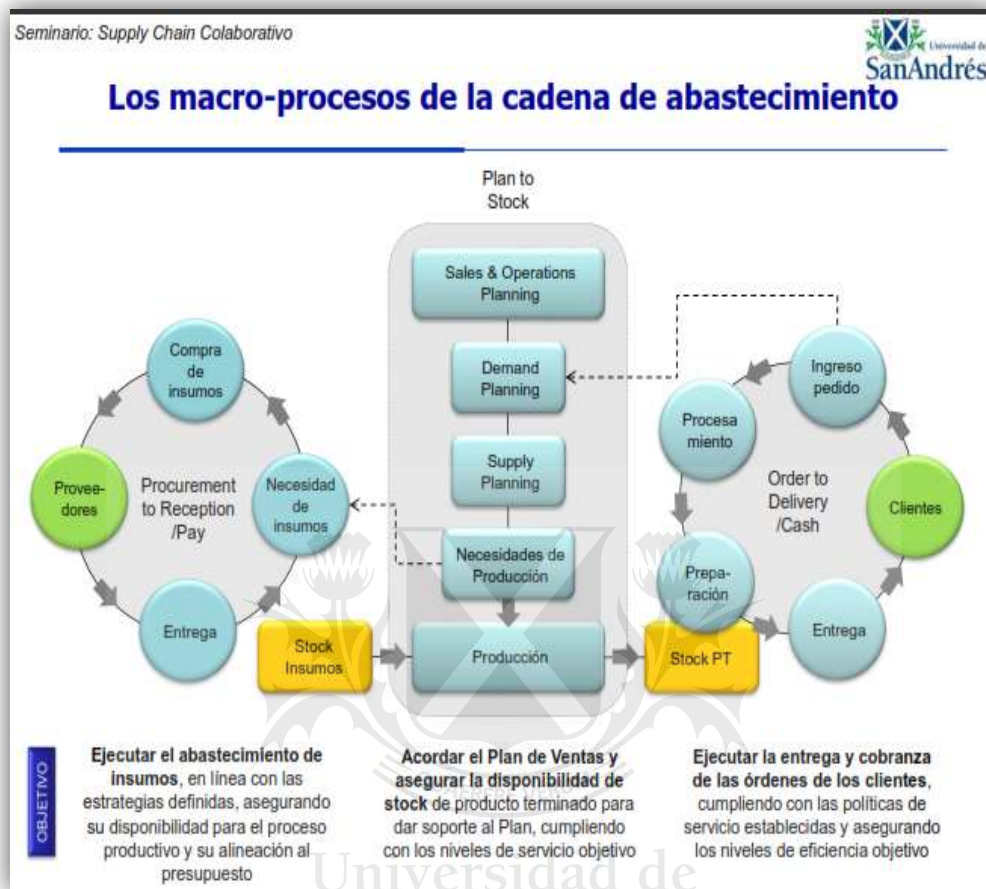 Seminario: Supply Chain Colaborativo
Universidad de
SanAndrés
Los macro-procesos de la cadena de abastecimiento
Plan to
Stock
Sales & Operations
Planning
Demand
Planning
Supply
Planning
Necesidades de
Producción
Producción
Compra
de
insumos
Provee-
dores
Procurement
to Reception
/Pay
Necesidad
de
insumos
Entrega
Stock
Insumos
Ingreso
pedido
Procesa
miento
Order to
Delivery
/Cash
Clientes
Prepa-
ración
Entrega
Stock PT
OBJETIVO
Ejecutar el abastecimiento de
insumos, en línea con las
estrategias definidas, asegurando
su disponibilidad para el proceso
productivo y su alineación al
presupuesto
Acordar el Plan de Ventas y
asegurar la disponibilidad de
stock de producto terminado para
dar soporte al Plan, cumpliendo
con los niveles de servicio objetivo
Ejecutar la entrega y cobranza
de las órdenes de los clientes,
cumpliendo con las políticas de
servicio establecidas y asegurando
los niveles de eficiencia objetivo
Universidad de